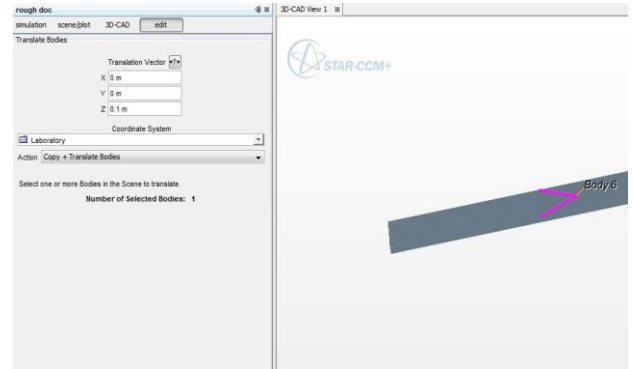 rough doc
simulation scene/plot 3D-CAD edit
Translate Bodies
Translation Vector
X 0 m
Y 0 m
Z 0.1 m
Coordinate System
Laboratory
Action Copy + Translate Bodies
Select one or more Bodies in the Scene to translate.
Number of Selected Bodies: 1
3D-CAD View 1
STAR-CCM+
Body 6